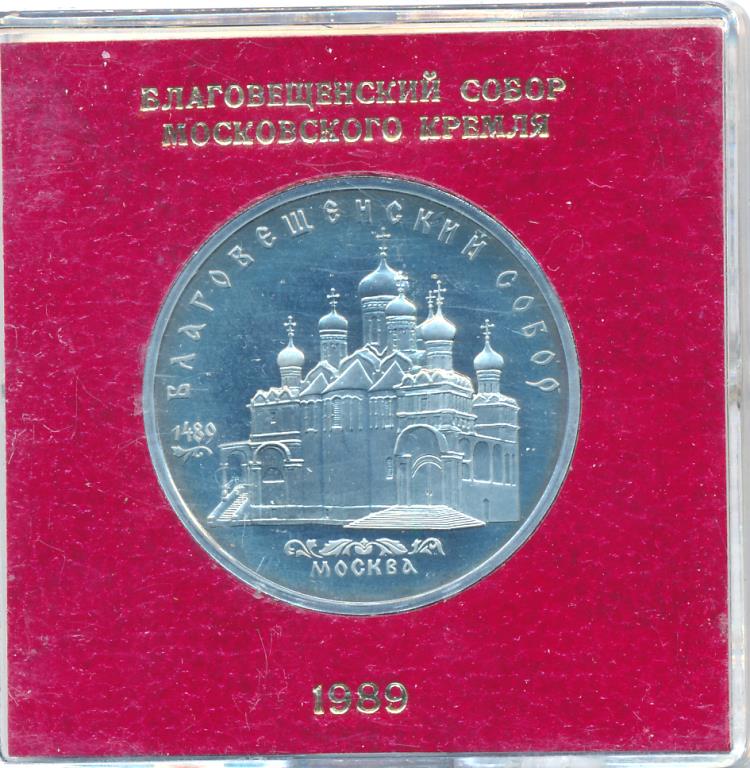 БЛАГОВЕЩЕНСКИЙ СОБОР
МОСКОВСКОГО КРЕМЛЯ
БЛАГОВЕЩЕНСКИЙ СОБОР
1489
МОСКВА
1989